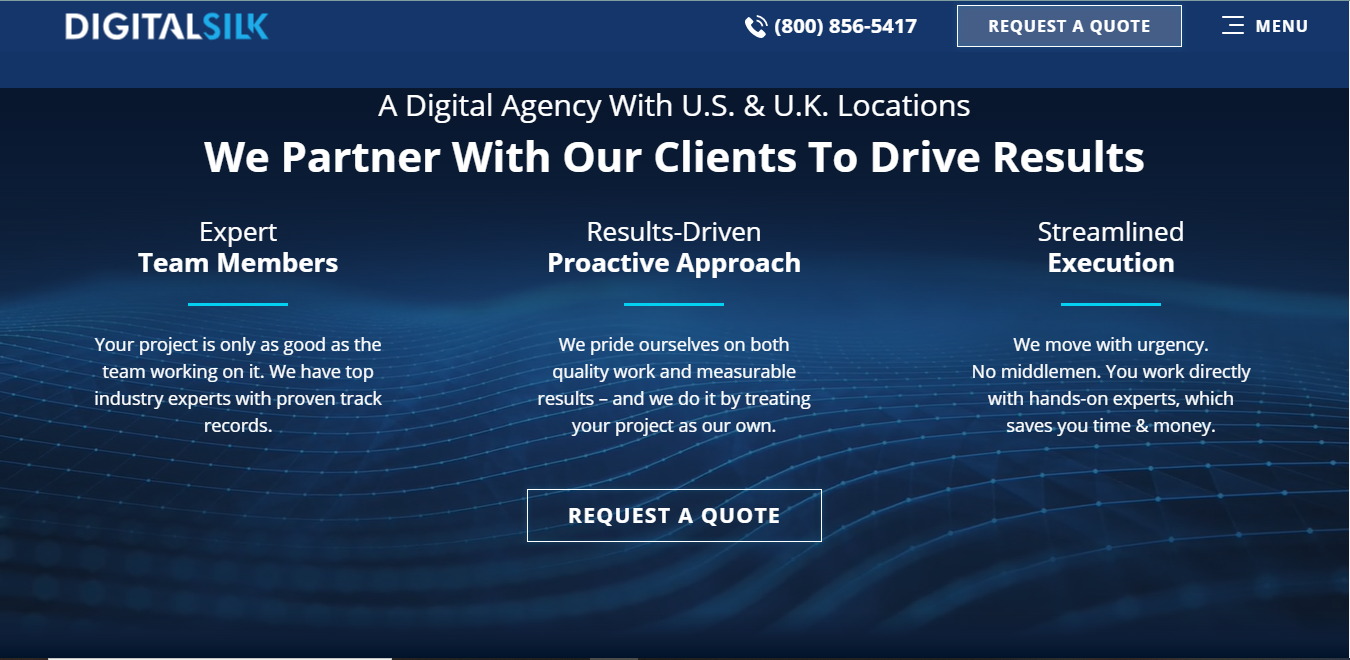 DIGITALSILK
(800) 856-5417
REQUEST A QUOTE
MENU
A Digital Agency With U.S. & U.K. Locations
We Partner With Our Clients To Drive Results
Expert
Team Members
Your project is only as good as the
team working on it. We have top
industry experts with proven track
records.
Results-Driven
Proactive Approach
We pride ourselves on both
quality work and measurable
results – and we do it by treating
your project as our own.
Streamlined
Execution
We move with urgency.
No middlemen. You work directly
with hands-on experts, which
saves you time & money.
REQUEST A QUOTE